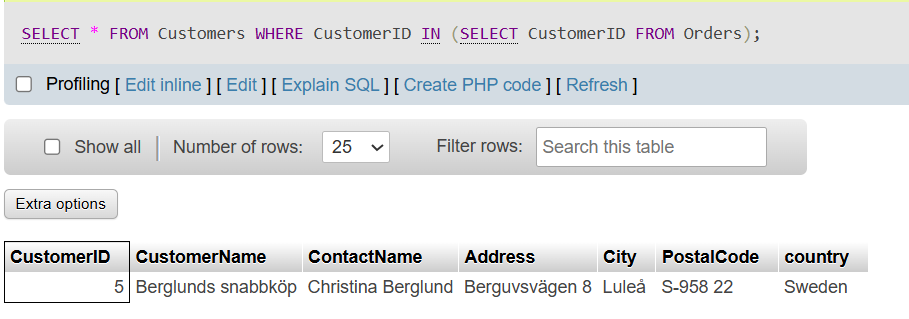 SELECT * FROM Customers WHERE CustomerID IN (SELECT CustomerID FROM Orders);
Profiling [ Edit inline ] [ Edit ] [ Explain SQL ] [ Create PHP code ] [ Refresh ]
Show all | Number of rows: 25 Filter rows: Search this table
Extra options
CustomerID CustomerName ContactName Address City PostalCode country
5 Berglunds snabbköp Christina Berglund Berguvsvägen 8 Luleå S-958 22 Sweden